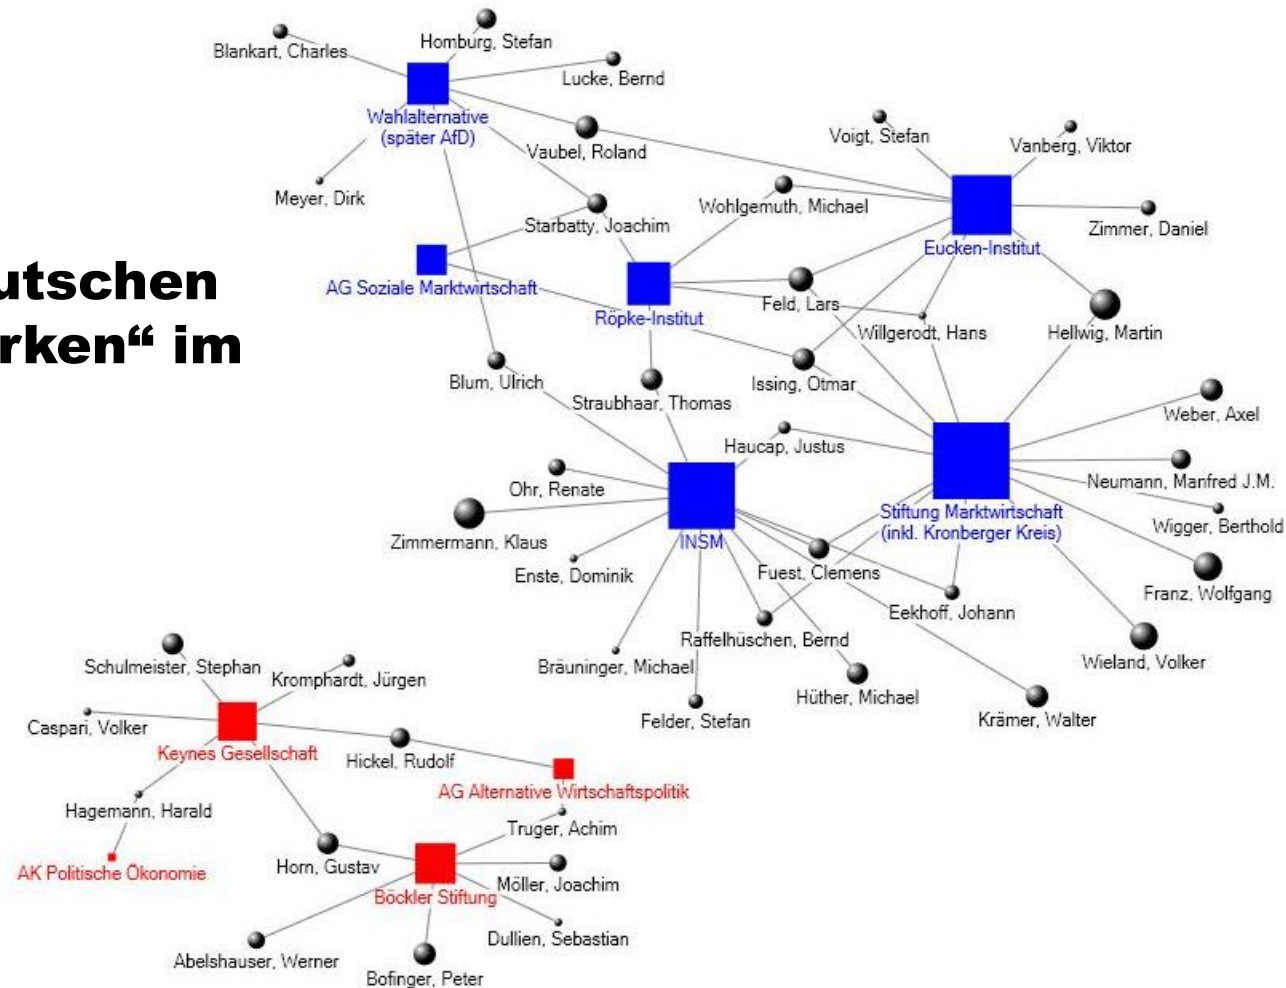 Homburg, Stefan
Blankart, Charles
Lucke, Bernd
Wahlalternative
(später AfD)
Voigt, Stefan
Vanberg, Viktor
Vaubel, Roland
Meyer, Dirk
Wohlgemuth, Michael
Starbatty, Joachim
Zimmer, Daniel
Eucken-Institut
utschen
rken“ im
AG Soziale Marktwirtschaft
Feld, Lars
Röpke-Institut
Willgerodt, Hans
Hellwig, Martin
Blum, Ulrich
Issing, Otmar
Straubhaar, Thomas
Weber, Axel
Haucap, Justus
Neumann, Manfred J.M.
Ohr, Renate
Stiftung Marktwirtschaft
(inkl. Kronberger Kreis)
Wigger, Berthold
Zimmermann, Klaus
INSM
Enste, Dominik
Fuest, Clemens
Franz, Wolfgang
Eekhoff, Johann
Raffelhüschen, Bernd
Bräuninger, Michael
Wieland, Volker
Schulmeister, Stephan
Kromphardt, Jürgen
Hüther, Michael
Felder, Stefan
Krämer, Walter
Caspari, Volker
Keynes Gesellschaft
Hickel, Rudolf
AG Alternative Wirtschaftspolitik
Hagemann, Harald
Truger, Achim
AK Politische Ökonomie
Horn, Gustav
Möller, Joachim
Böckler Stiftung
Dullien, Sebastian
Abelshauser, Werner
Bofinger, Peter